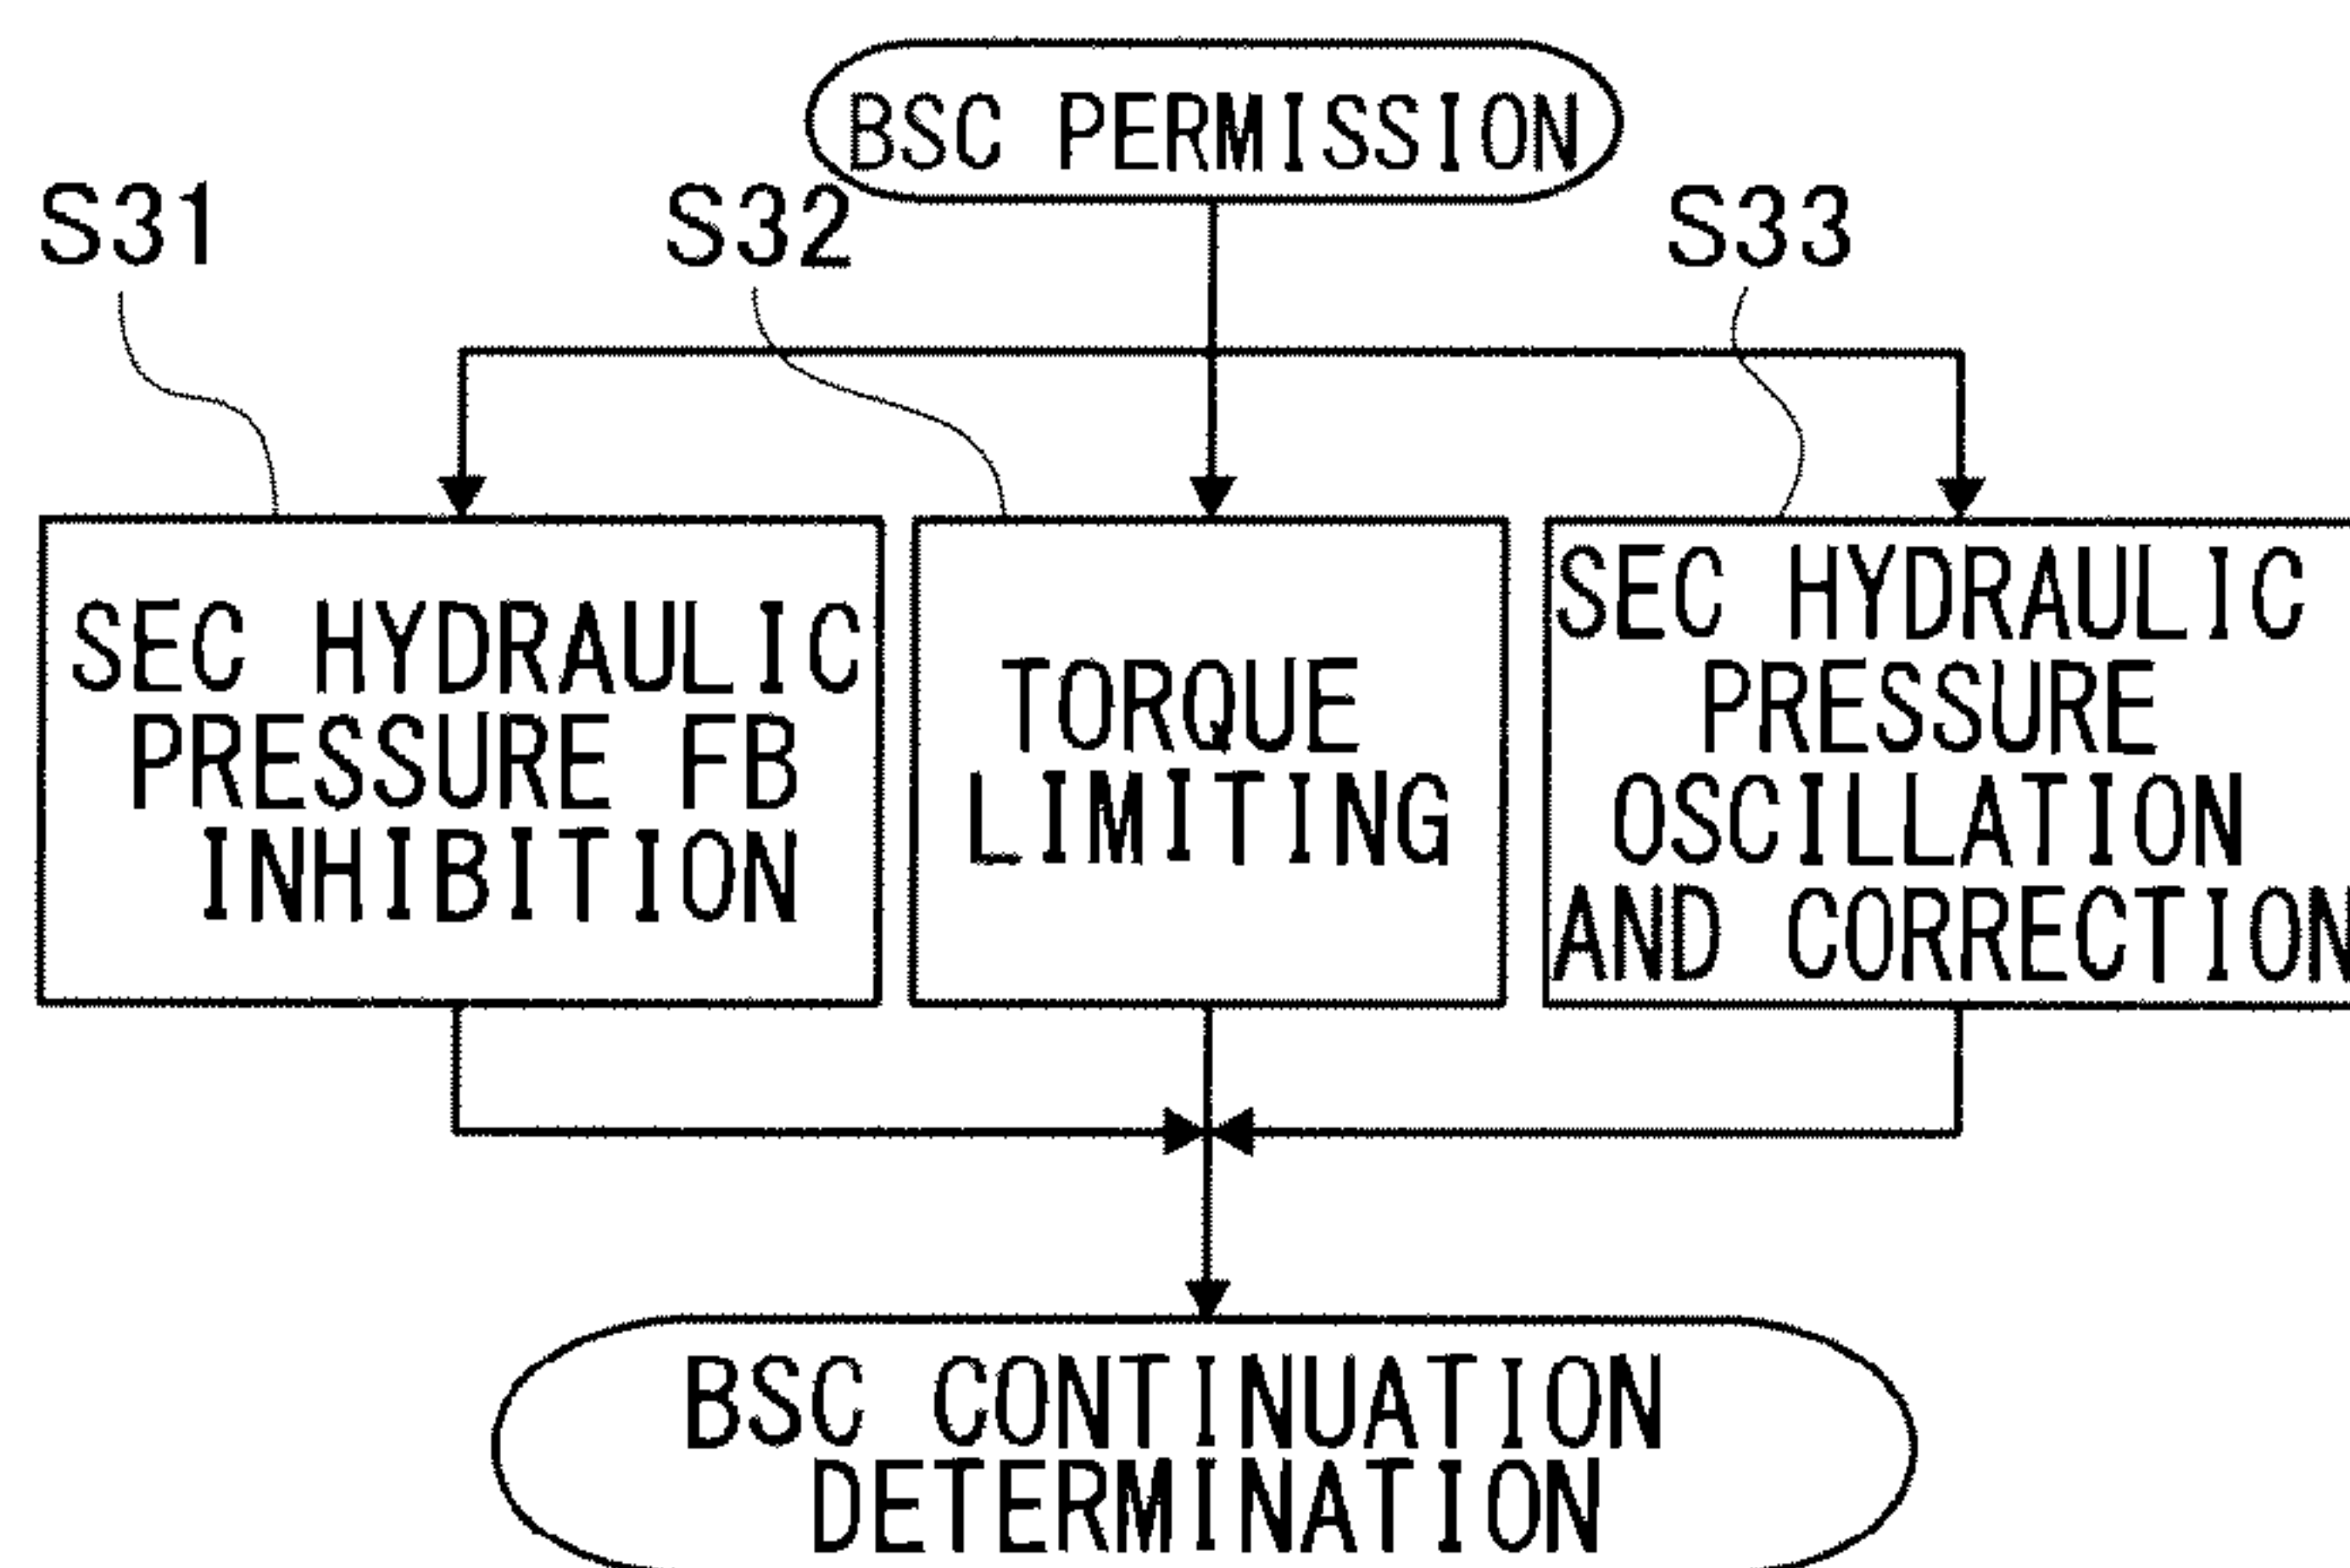 BSC PERMISSION
S31
S32
S33
SEC HYDRAULIC
PRESSURE FB
INHIBITION
TORQUE
LIMITING
SEC HYDRAULIC
PRESSURE
OSCILLATION
AND CORRECTION
BSC CONTINUATION
DETERMINATION